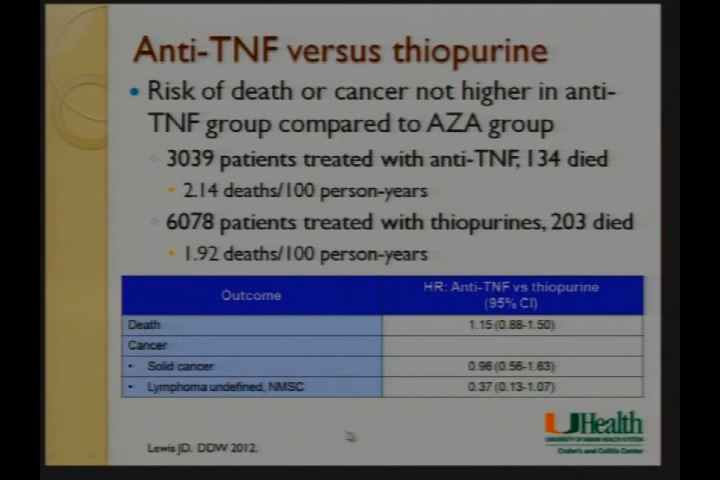 Anti-TNF versus thiopurine
• Risk of death or cancer not higher in anti-
TNF group compared to AZA group
3039 patients treated with anti-TNF, 134 died
2.14 deaths/100 person-years
6078 patients treated with thiopurines, 203 died
1.92 deaths/100 person-years
Outcome
HR: Anti-TNF vs thiopurine
(95% CI)
Death
1.15 (0.88-1.50)
Cancer
• Solid cancer
0.96 (0.56-1.63)
• Lymphoma undefined, NMSC
0.37 (0.13-1.07)
UHealth
UNIVERSITY OF MIAMI HEALTH SYSTEM
Crohn's and Colitis Center
Lewis JD. DDW 2012.